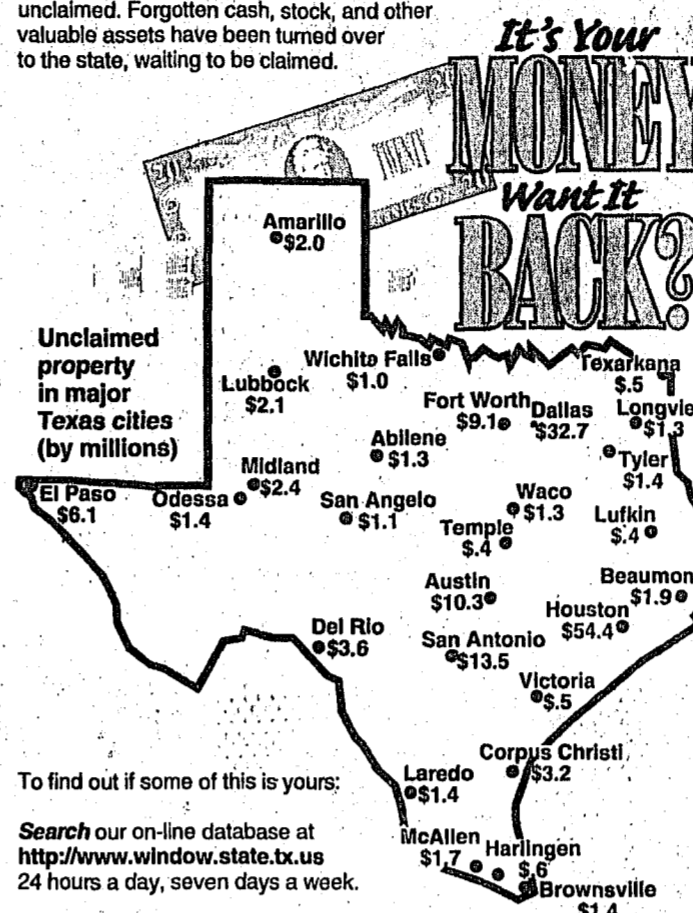 unclaimed. Forgotten cash, stock, and other
valuable assets have been turned over
to the state, waiting to be claimed.
It's Your
MONEY
Want It
BACK?
Unclaimed
property
in major
Texas cities
(by millions)
Amarillo
$2.0
Wichita Falls
$1.0
Lubbock
$2.1
Texarkana
$.5
Fort Worth
$9.1
Dallas
$32.7
Longvie
$1.3
Abilene
$1.3
Tyler
$1.4
Midland
$2.4
El Paso
$6.1
Odessa
$1.4
San Angelo
$1.1
Waco
$1.3
Temple
$.4
Lufkin
$.4
Austin
$10.3
Beaumon
$1.9
Houston
$54.4
Del Rio
$3.6
San Antonio
$13.5
Victoria
$.5
Corpus Christi
$3.2
Laredo
$1.4
McAllen
$1.7
Harlingen
$.6
Brownsville
$1.4
To find out if some of this is yours:
Search our on-line database at
http://www.window.state.tx.us
24 hours a day, seven days a week.